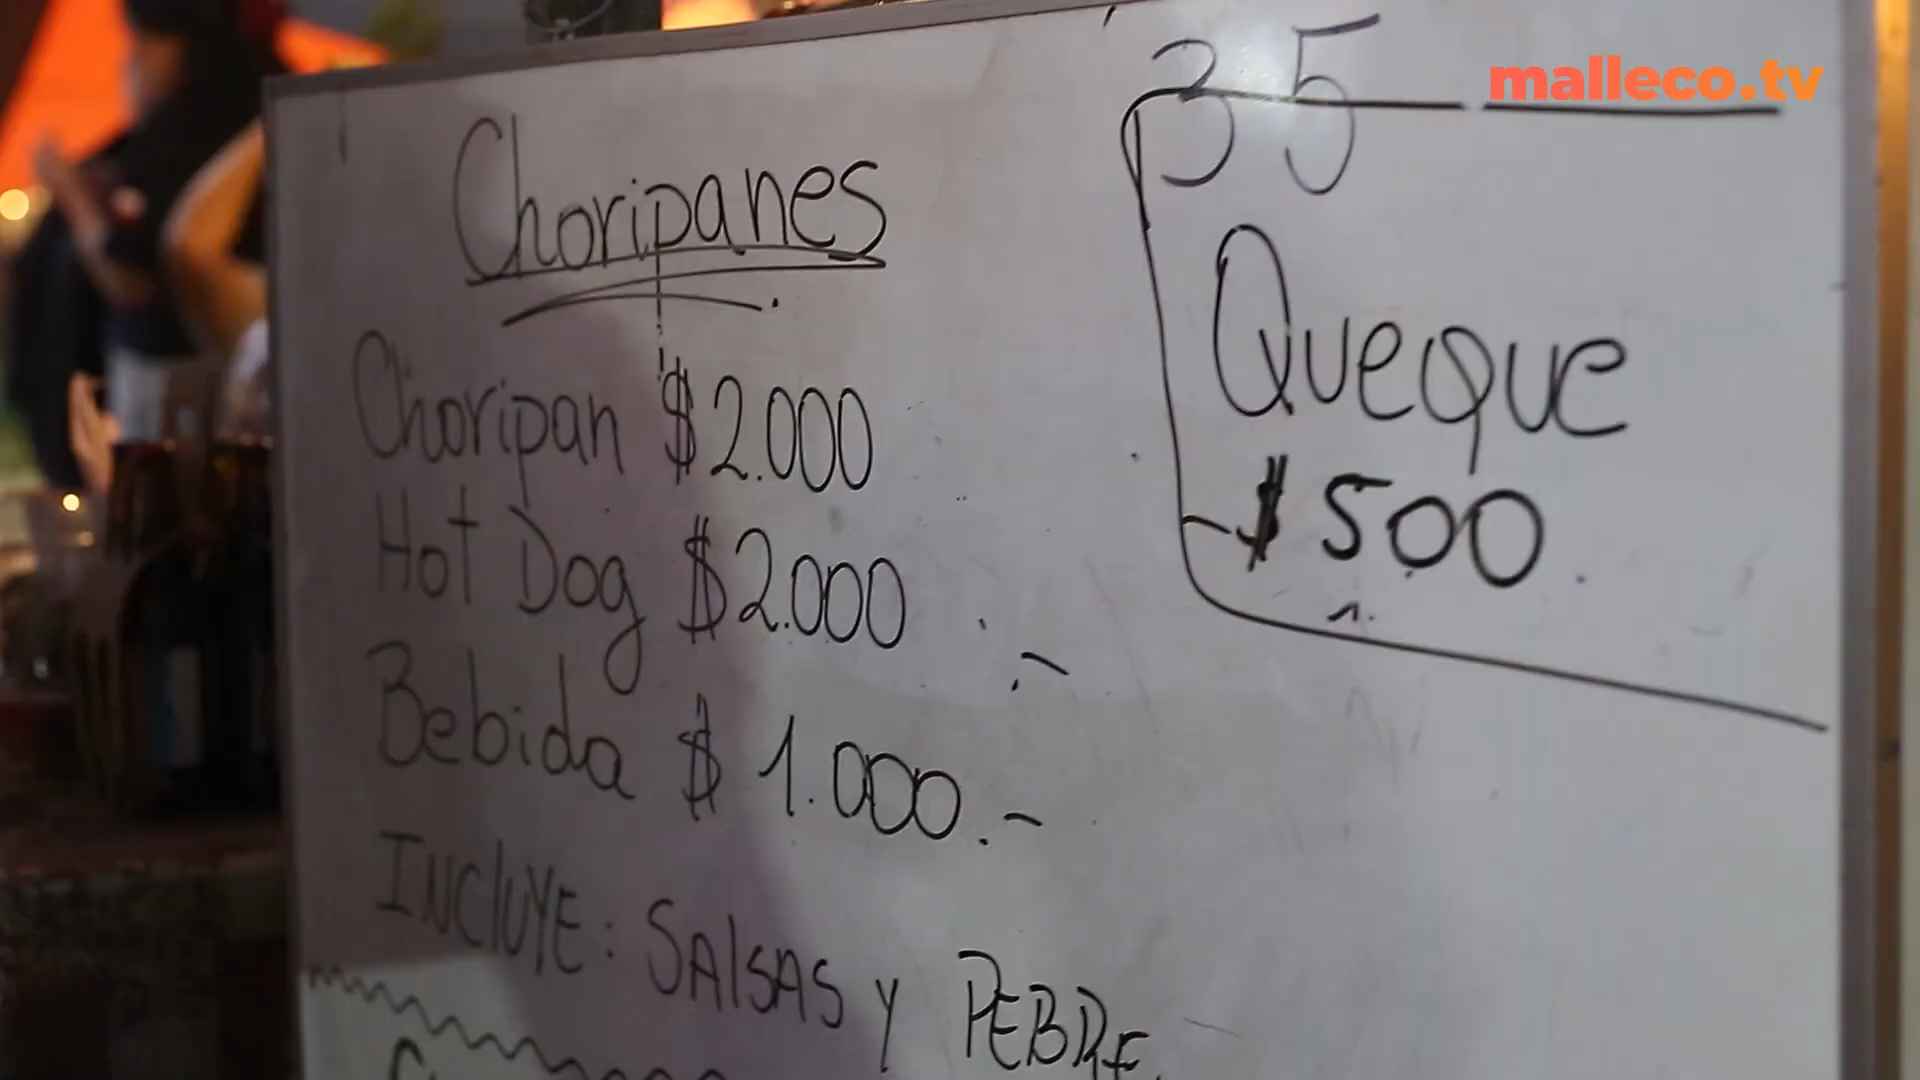 malleco.tv
Choripanes
Choripan $2.000
Hot Dog $2.000
Bebida $1.000.-
INCLUYE: SALSAS Y PEBRE.
35
Queque
$500